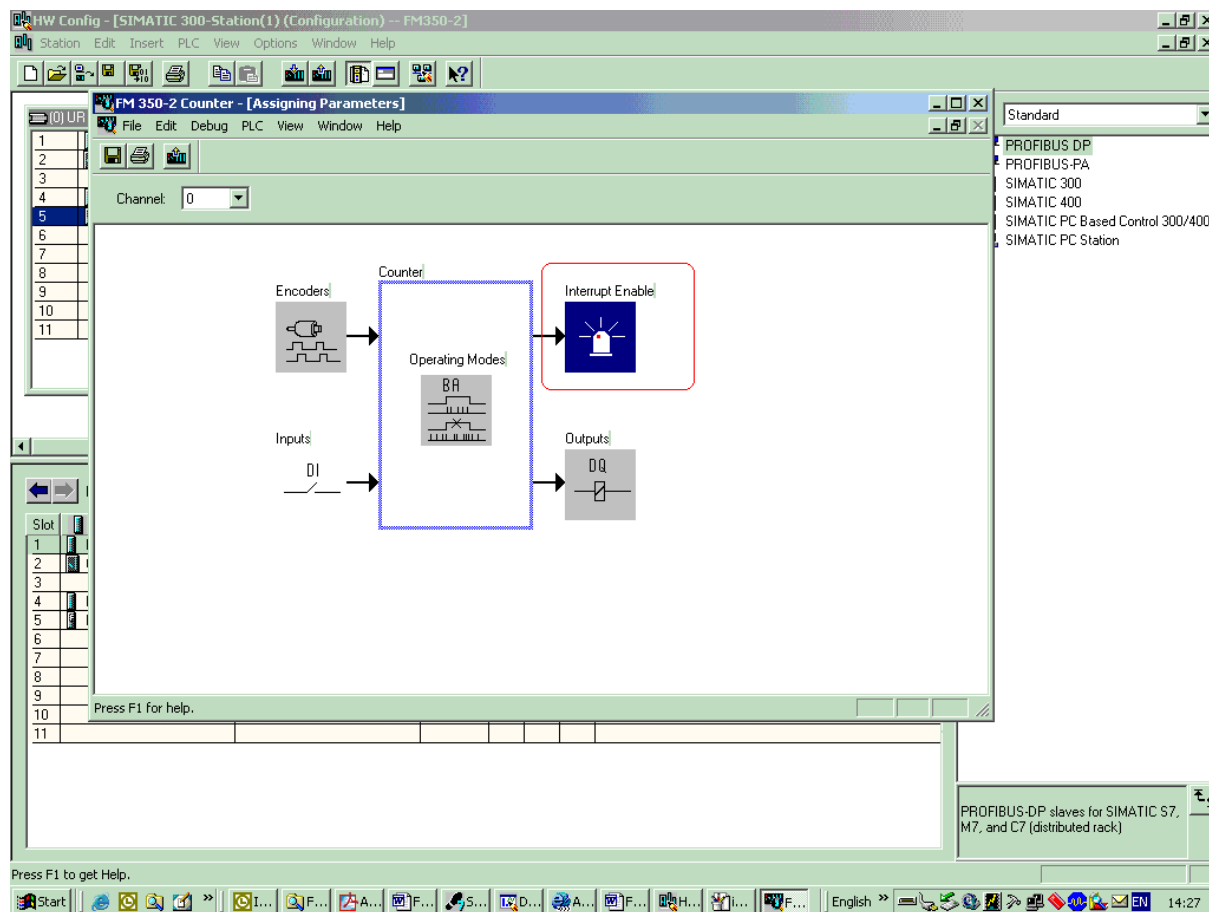 HW Config - [SIMATIC 300-Station(1) (Configuration) -- FM350-2]
Station Edit Insert PLC View Options Window Help
(0) UR
1
2
3
4
5
6
7
8
9
10
11
FM 350-2 Counter - [Assigning Parameters]
File Edit Debug PLC View Window Help
Channel: 0
Counter
Encoders
Interrupt Enable
Operating Modes
BA
Inputs
Outputs
DI
DQ
Press F1 for help.
Standard
PROFIBUS DP
PROFIBUS-PA
SIMATIC 300
SIMATIC 400
SIMATIC PC Based Control 300/400
SIMATIC PC Station
Slot
1
2
3
4
5
6
7
8
9
10
11
PROFIBUS-DP slaves for SIMATIC S7,
M7, and C7 (distributed rack)
Press F1 to get Help.
Start » I... F... A... F... S... D... A... F... H... i... F... English » EN 14:27